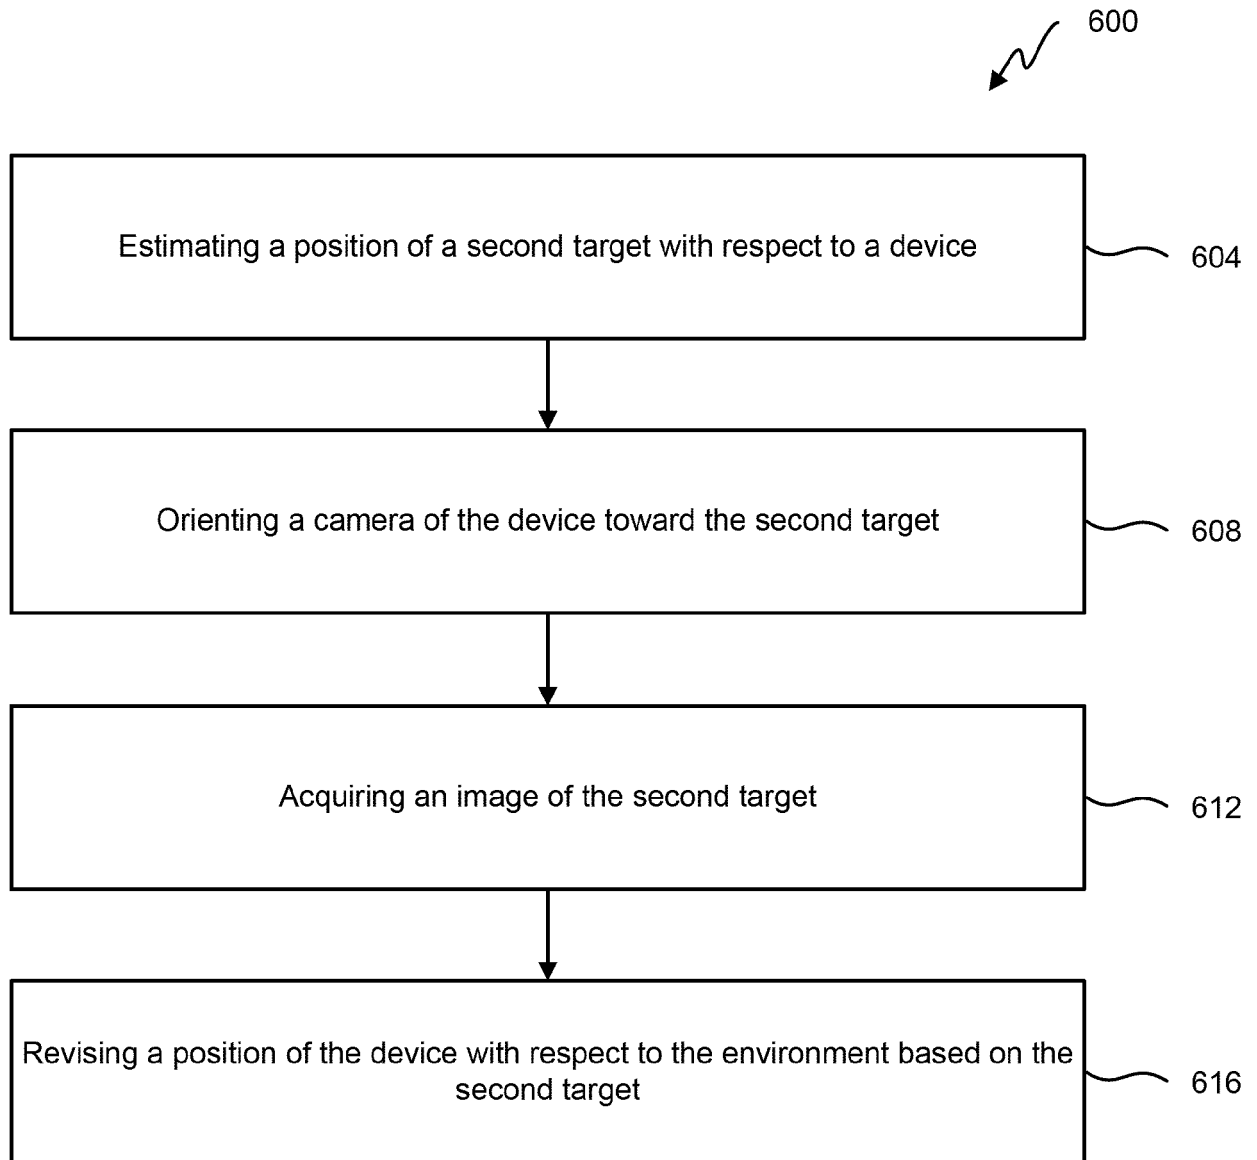 600
Estimating a position of a second target with respect to a device
604
Orienting a camera of the device toward the second target
608
Acquiring an image of the second target
612
Revising a position of the device with respect to the environment based on the
second target
616